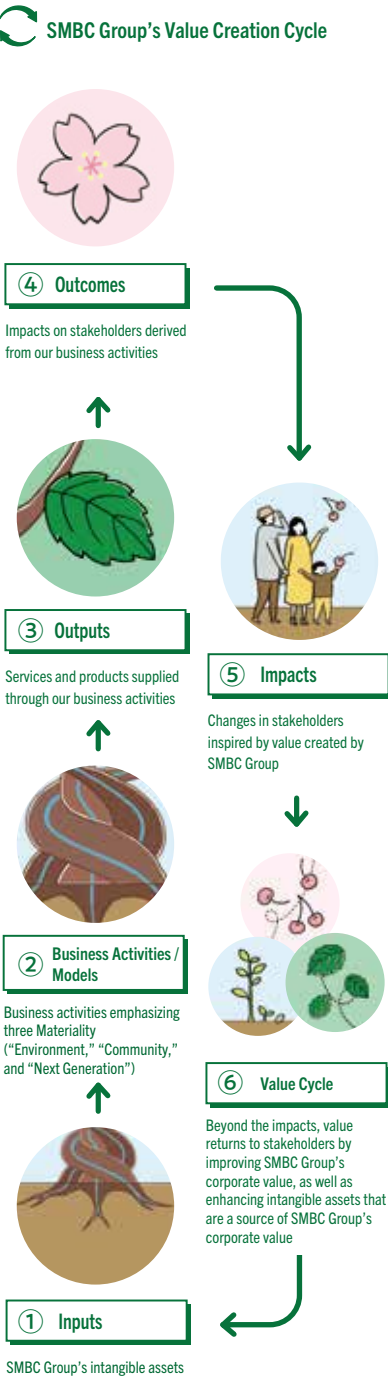 SMBC Group's Value Creation Cycle
④ Outcomes
Impacts on stakeholders derived
from our business activities
③ Outputs
Services and products supplied
through our business activities
② Business Activities /
Models
Business activities emphasizing
three Materiality
(“Environment,” “Community,”
and “Next Generation”)
① Inputs
SMBC Group's intangible assets
⑤ Impacts
Changes in stakeholders
inspired by value created by
SMBC Group
⑥ Value Cycle
Beyond the impacts, value
returns to stakeholders by
improving SMBC Group's
corporate value, as well as
enhancing intangible assets that
are a source of SMBC Group's
corporate value